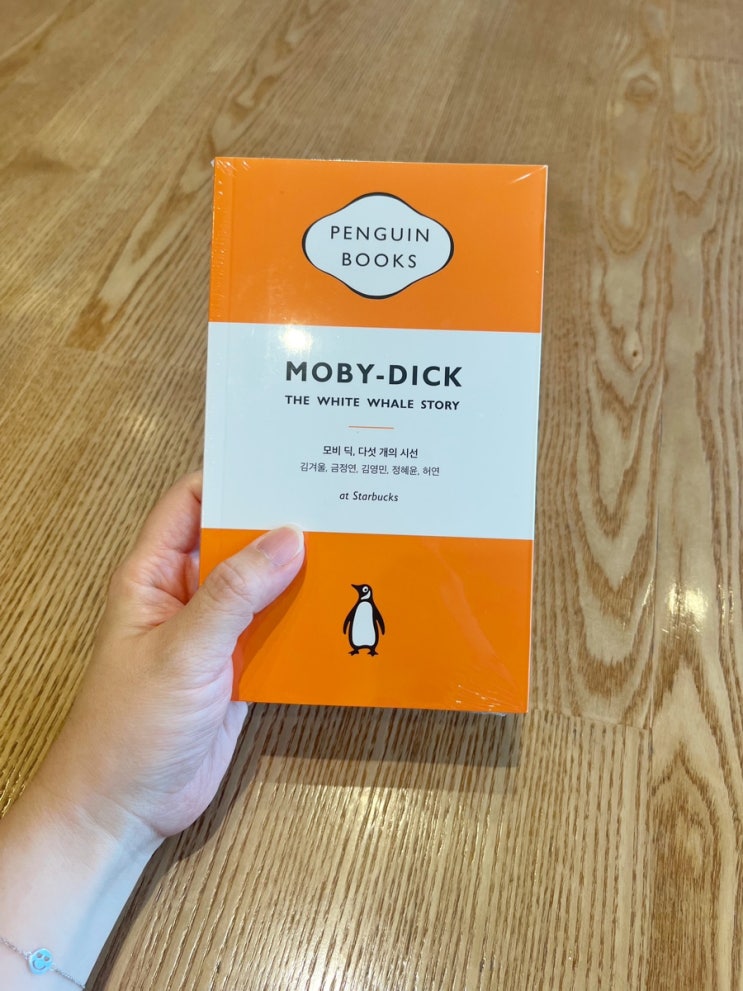 PENGUIN
BOOKS
MOBY-DICK
THE WHITE WHALE STORY
모비 딕, 다섯 개의 시선
김겨울, 금정연, 김영민, 정혜윤, 허연
at Starbucks